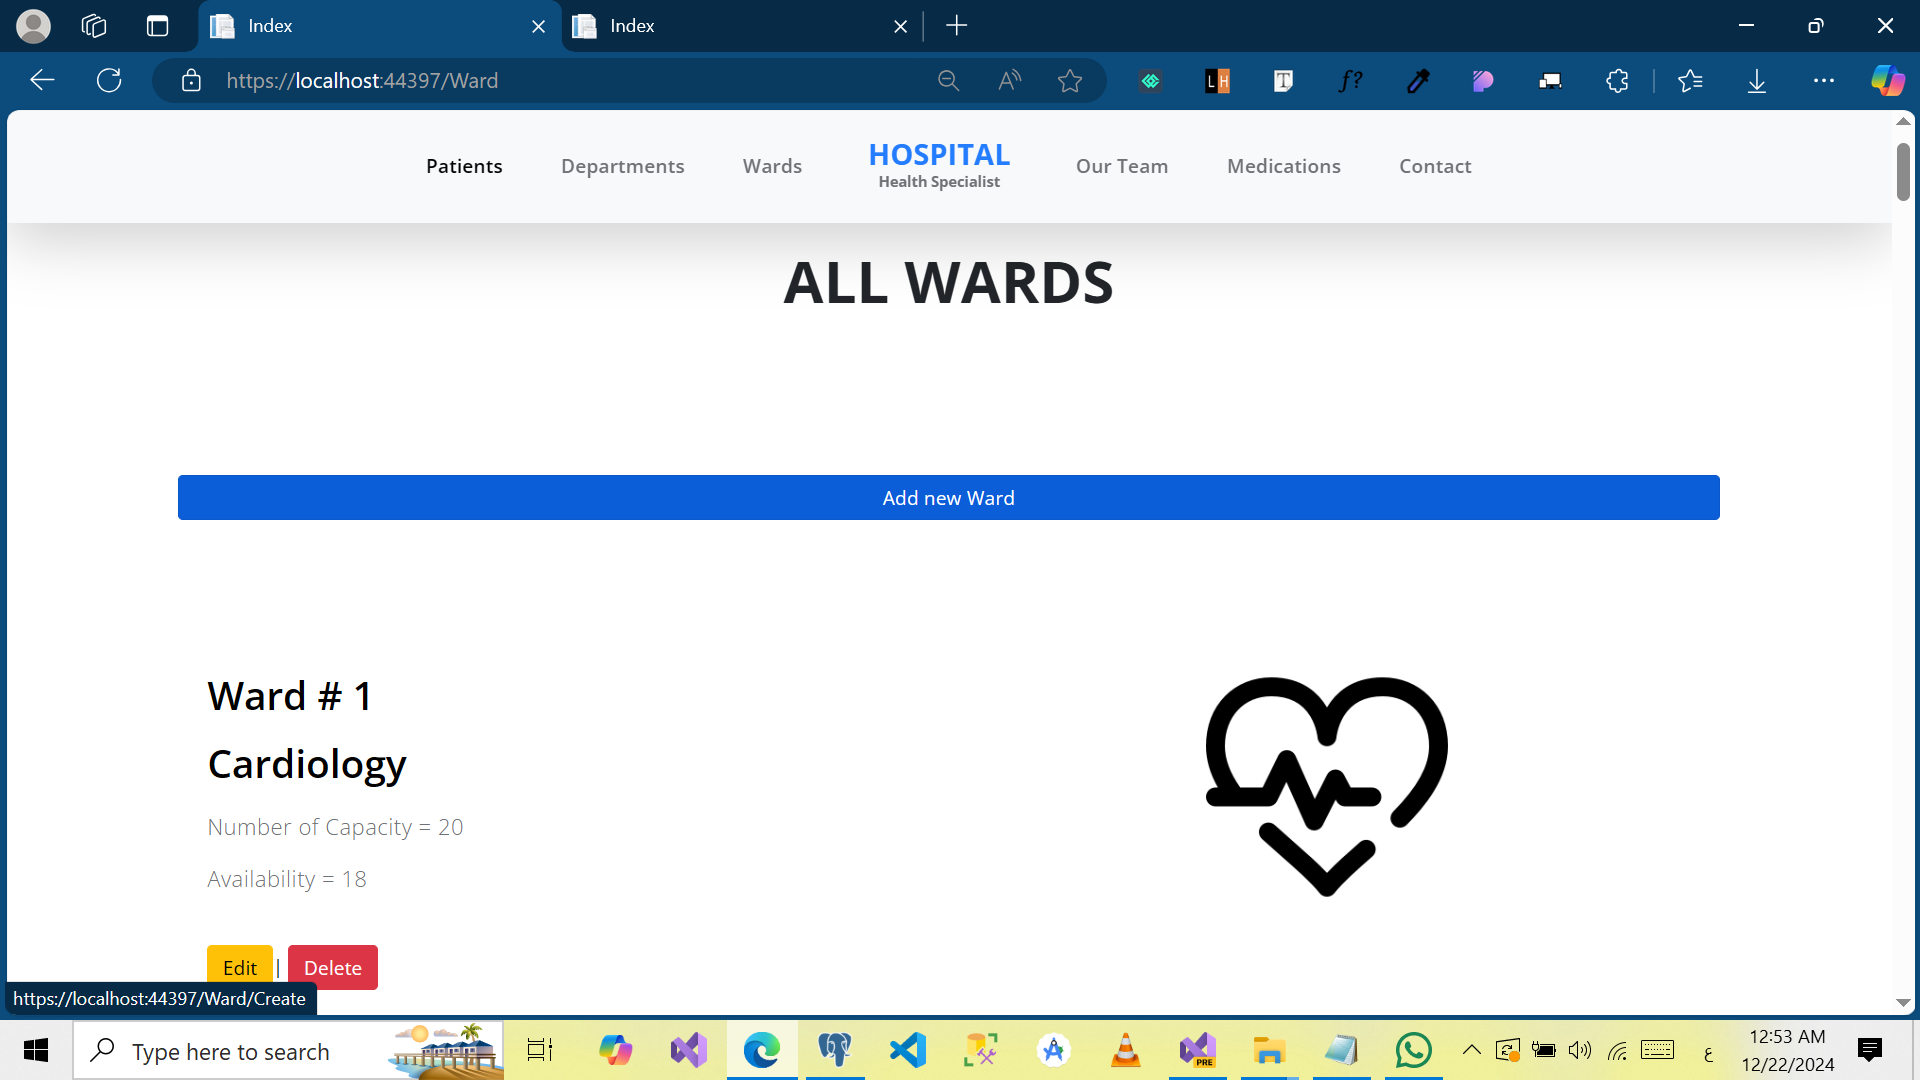 Index
Index
https://localhost:44397/Ward
LH
T
f?
Patients
Departments
Wards
HOSPITAL
Health Specialist
Our Team
Medications
Contact
ALL WARDS
Add new Ward
Ward # 1
Cardiology
Number of Capacity = 20
Availability = 18
Edit | Delete
https://localhost:44397/Ward/Create
Type here to search
PRE
ع
12:53 AM
12/22/2024